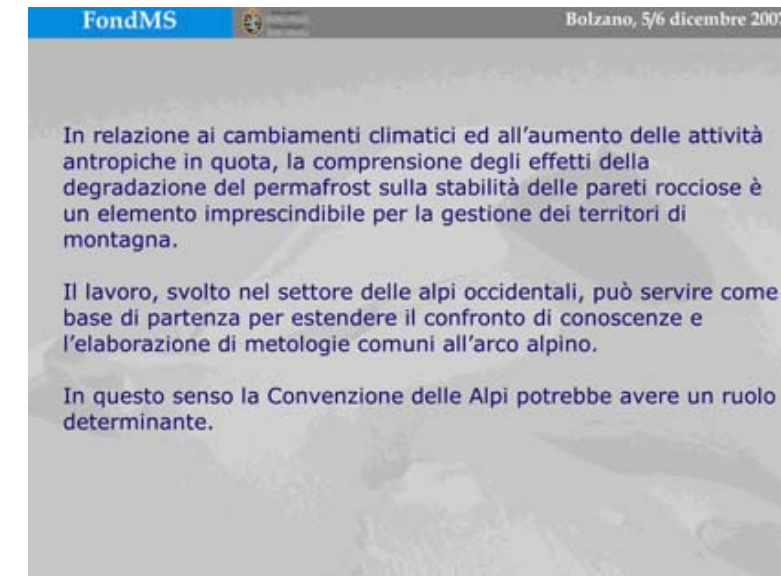 FondMS
Bolzano, 5/6 dicembre 2007
In relazione ai cambiamenti climatici ed all'aumento delle attività
antropiche in quota, la comprensione degli effetti della
degradazione del permafrost sulla stabilità delle pareti rocciose è
un elemento imprescindibile per la gestione dei territori di
montagna.
Il lavoro, svolto nel settore delle alpi occidentali, può servire come
base di partenza per estendere il confronto di conoscenze e
l'elaborazione di metologie comuni all'arco alpino.
In questo senso la Convenzione delle Alpi potrebbe avere un ruolo
determinante.